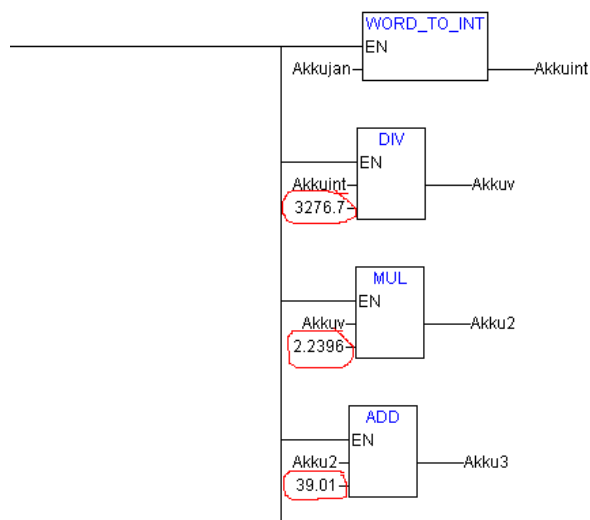 WORD_TO_INT
EN
Akkujan
Akkuint
DIV
EN
Akkuint
Akkuv
3276.7
MUL
EN
Akkuv
Akku2
2.2396
ADD
EN
Akku2
Akku3
39.01